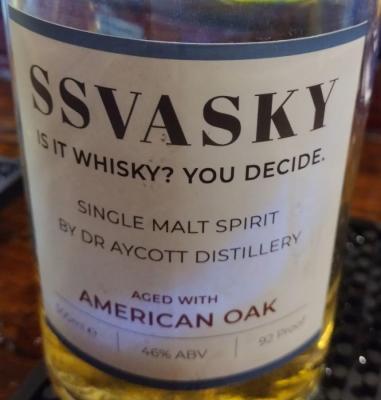 SSVASKY
IS IT WHISKY? YOU DECIDE.
SINGLE MALT SPIRIT
BY DR AYCOTT DISTILLERY
AGED WITH
AMERICAN OAK
500ml ℮ | 46% ABV | 92 Proof